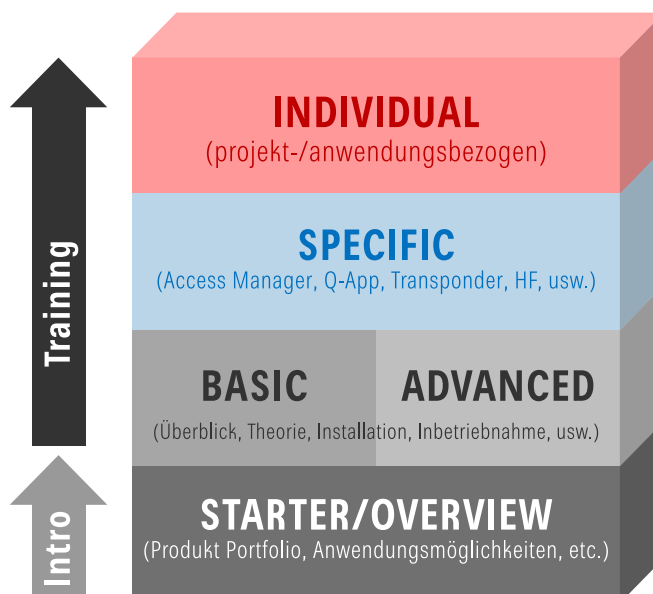 INDIVIDUAL
(projekt-/anwendungsbezogen)
SPECIFIC
(Access Manager, Q-App, Transponder, HF, usw.)
Training
BASIC
ADVANCED
(Überblick, Theorie, Installation, Inbetriebnahme, usw.)
STARTER/OVERVIEW
(Produkt Portfolio, Anwendungsmöglichkeiten, etc.)
Intro